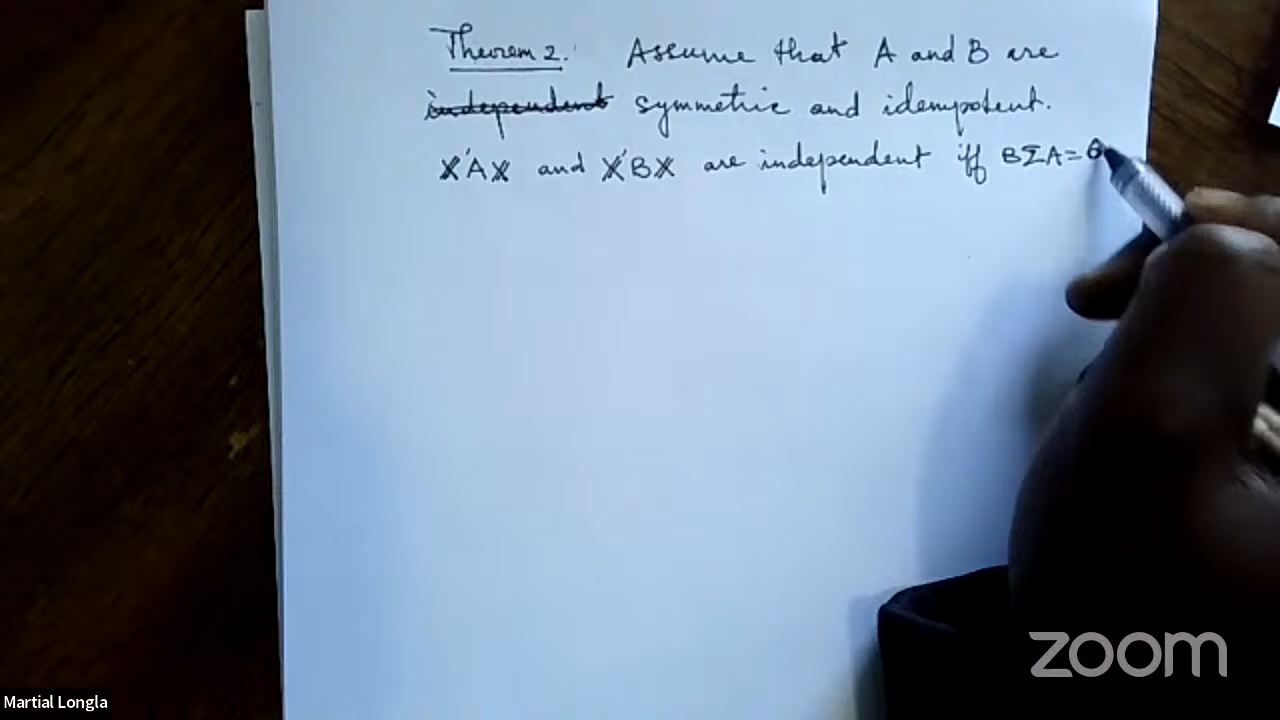 Theorem 2. Assume that A and B are
independent symmetric and idempotent.
X'AX and X'BX are independent iff BΣA=0
zoom
Martial Longla